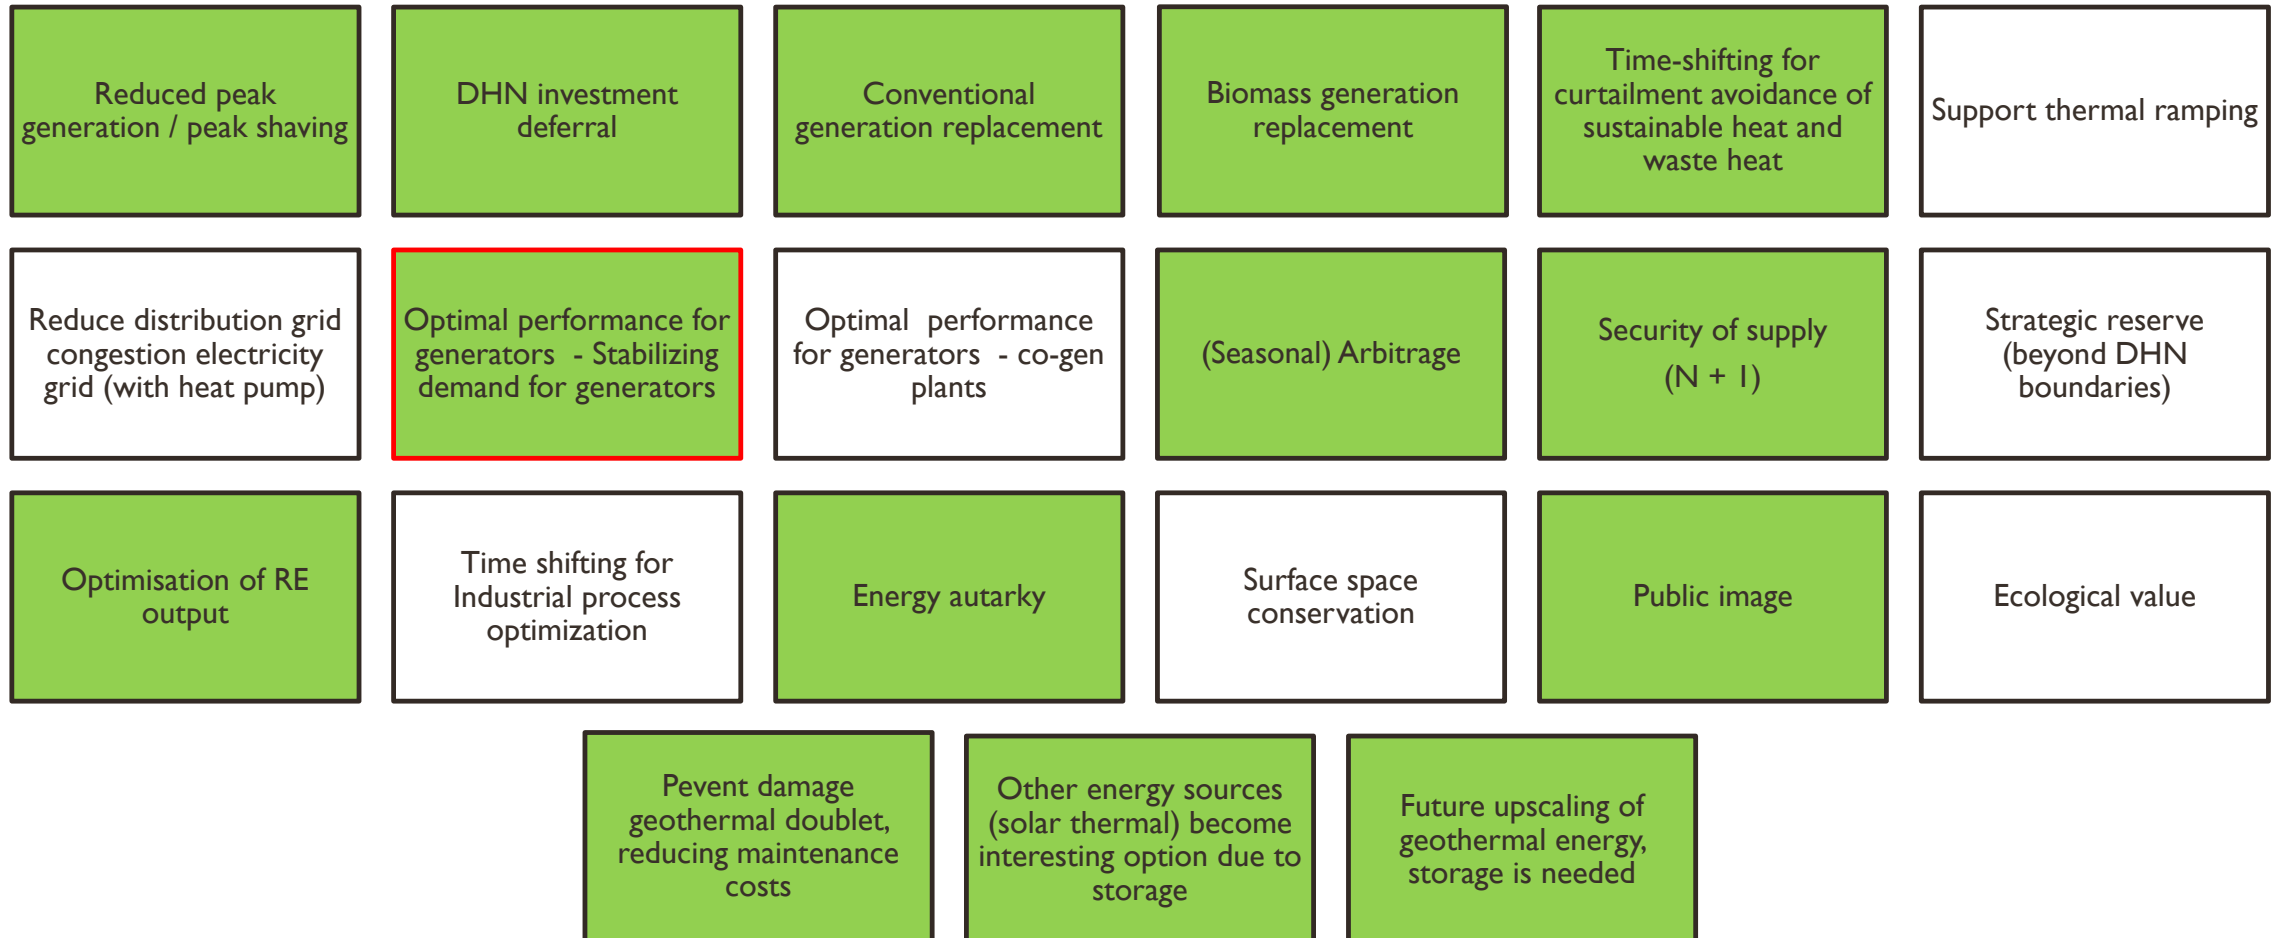 Reduced peak
generation / peak shaving
DHN investment
deferral
Conventional
generation replacement
Biomass generation
replacement
Time-shifting for
curtailment avoidance of
sustainable heat and
waste heat
Support thermal ramping
Reduce distribution grid
congestion electricity
grid (with heat pump)
Optimal performance for
generators - Stabilizing
demand for generators
Optimal performance
for generators - co-gen
plants
(Seasonal) Arbitrage
Security of supply
(N + 1)
Strategic reserve
(beyond DHN
boundaries)
Optimisation of RE
output
Time shifting for
Industrial process
optimization
Energy autarky
Surface space
conservation
Public image
Ecological value
Pevent damage
geothermal doublet,
reducing maintenance
costs
Other energy sources
(solar thermal) become
interesting option due to
storage
Future upscaling of
geothermal energy,
storage is needed